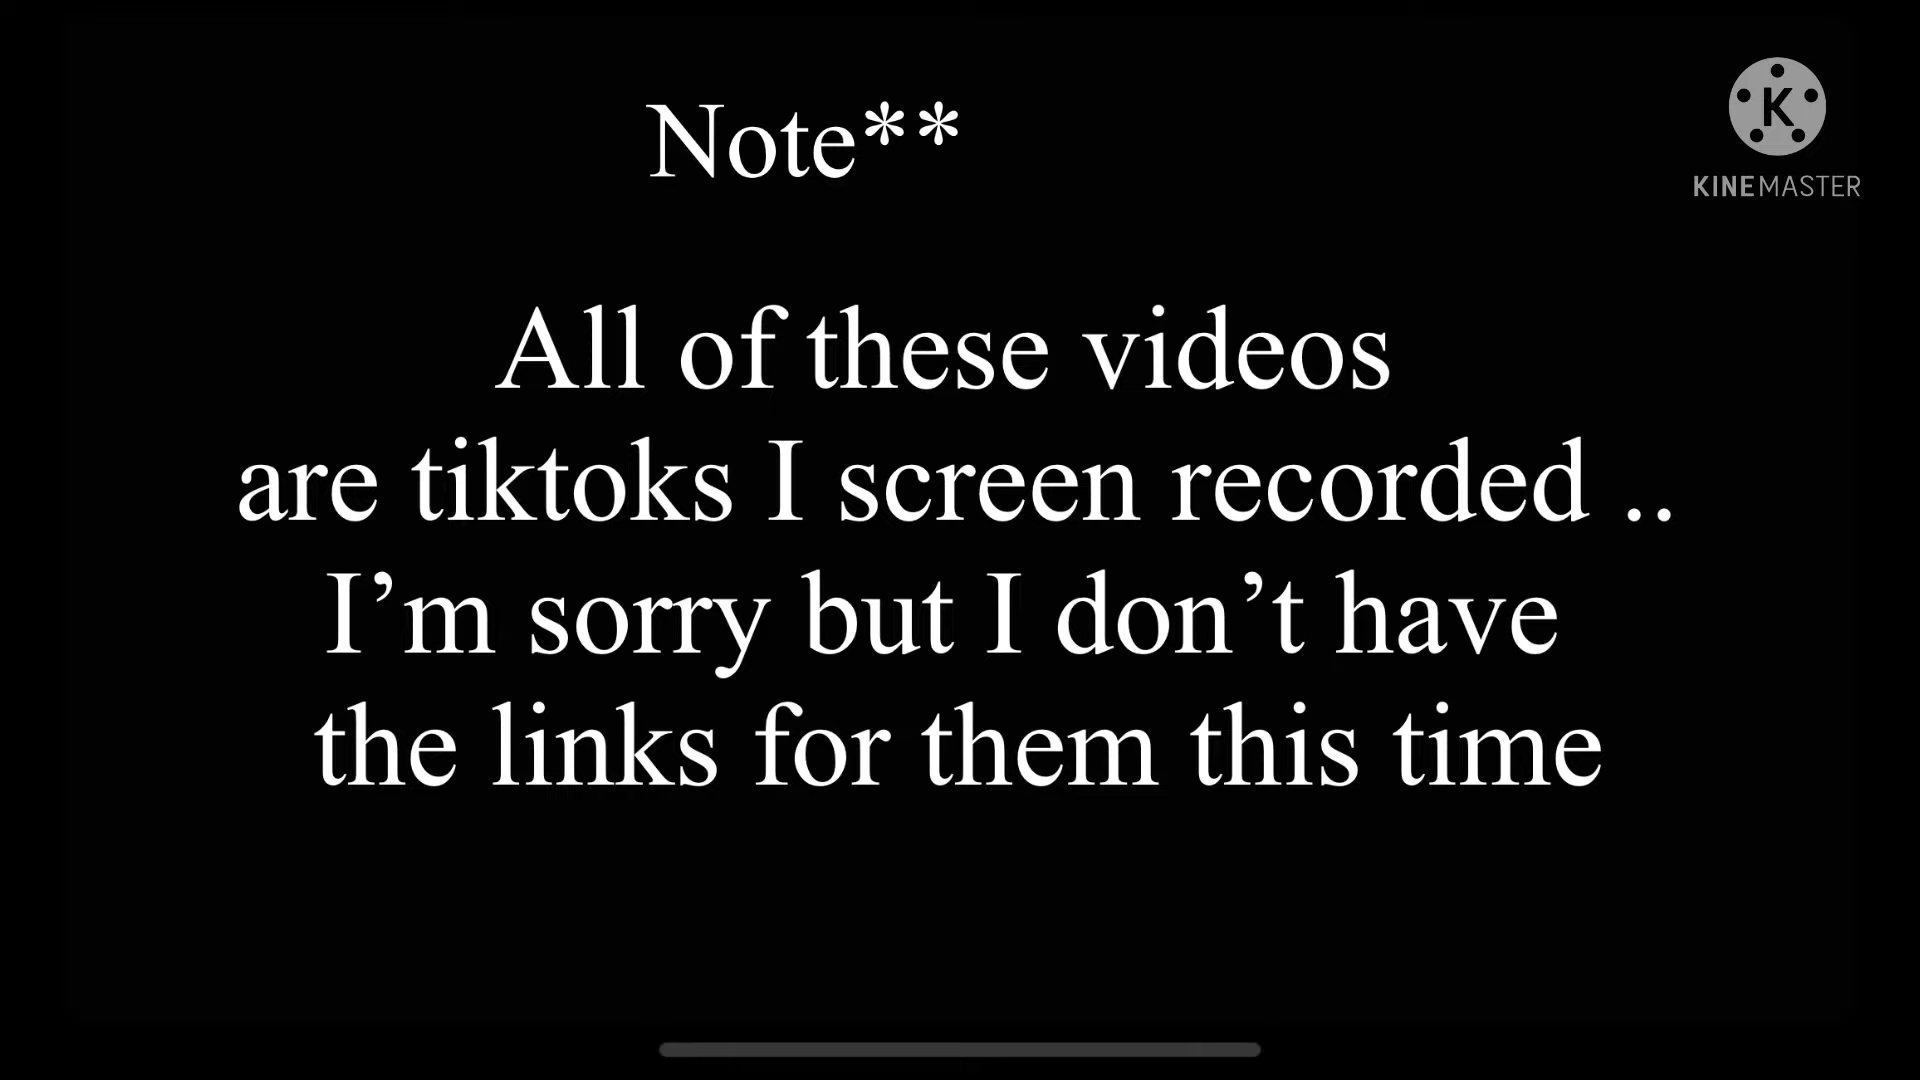 Note**
K
KINEMASTER
All of these videos
are tiktoks I screen recorded ..
I’m sorry but I don’t have
the links for them this time